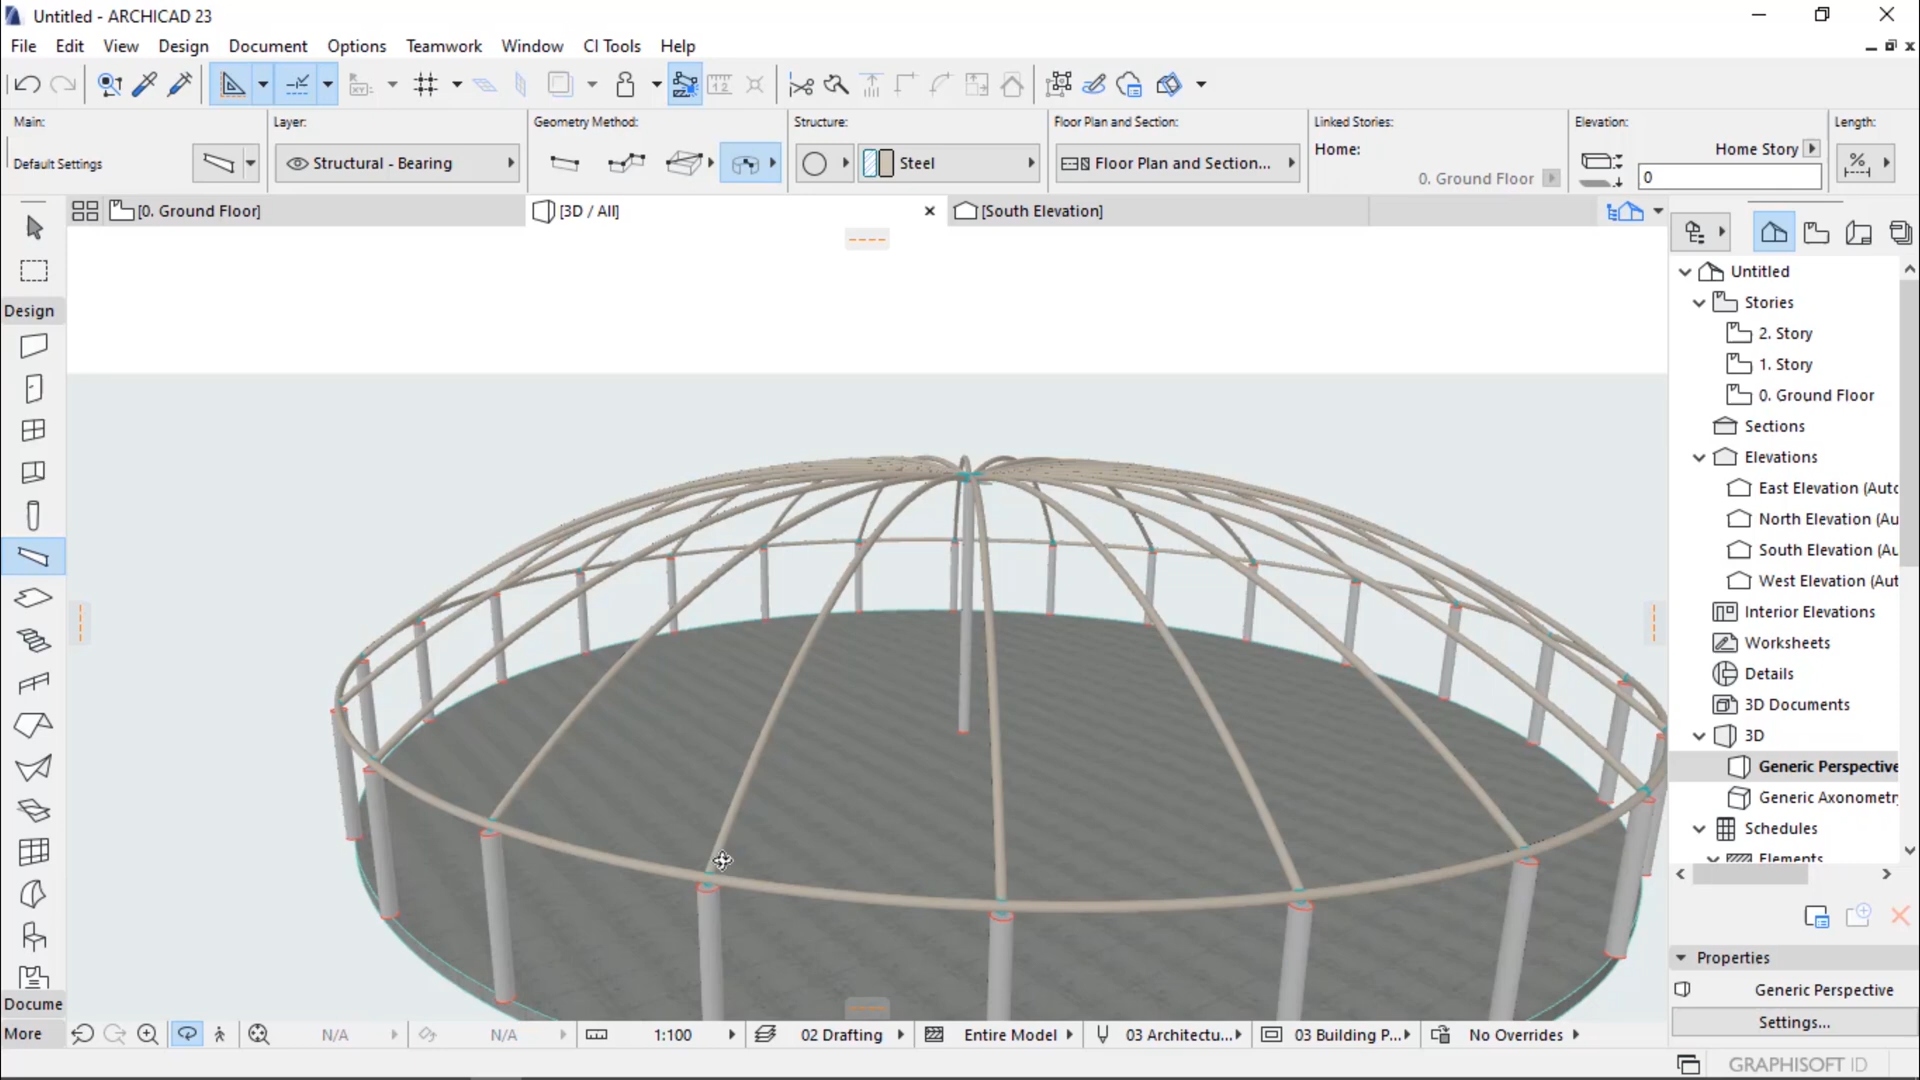 Untitled - ARCHICAD 23
File Edit View Design Document Options Teamwork Window CI Tools Help
Main: Layer: Geometry Method: Structure: Floor Plan and Section: Linked Stories: Elevation: Length:
Default Settings Structural - Bearing Steel Floor Plan and Section... Home: Home Story
0. Ground Floor 0
[0. Ground Floor] [3D / All] [South Elevation]
Design
Untitled
Stories
2. Story
1. Story
0. Ground Floor
Sections
Elevations
East Elevation (Auto
North Elevation (Au
South Elevation (Au
West Elevation (Aut
Interior Elevations
Worksheets
Details
3D Documents
3D
Generic Perspective
Generic Axonometr
Schedules
Elements
Properties
Generic Perspective
Settings...
Docume
More N/A N/A 1:100 02 Drafting Entire Model 03 Architectu... 03 Building P... No Overrides
GRAPHISOFT ID